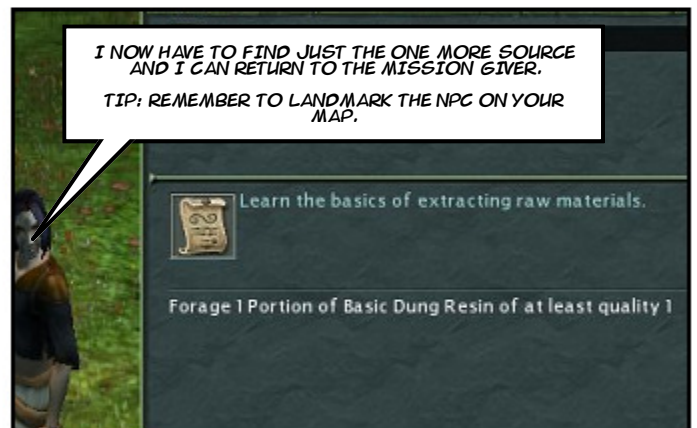 I NOW HAVE TO FIND JUST THE ONE MORE SOURCE
AND I CAN RETURN TO THE MISSION GIVER.
TIP: REMEMBER TO LANDMARK THE NPC ON YOUR
MAP.
Learn the basics of extracting raw materials.
Forage 1 Portion of Basic Dung Resin of at least quality 1